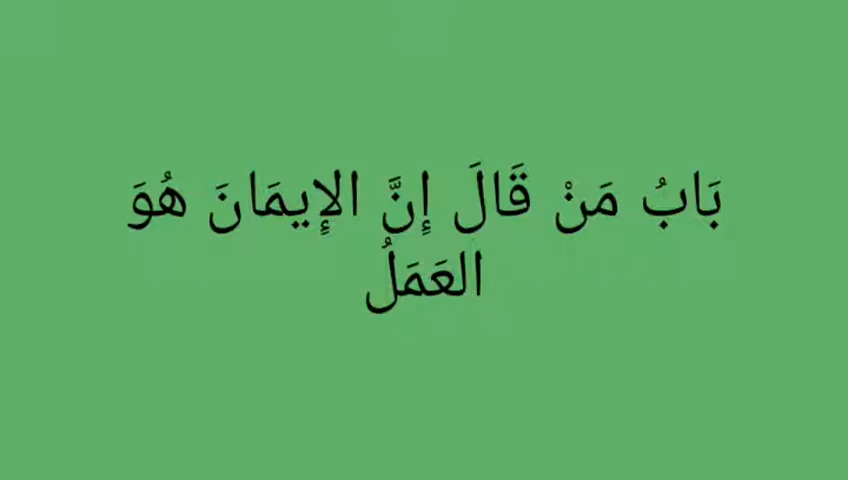 بَابُ مَنْ قَالَ إِنَّ الإِيمَانَ هُوَ
العَمَلُ